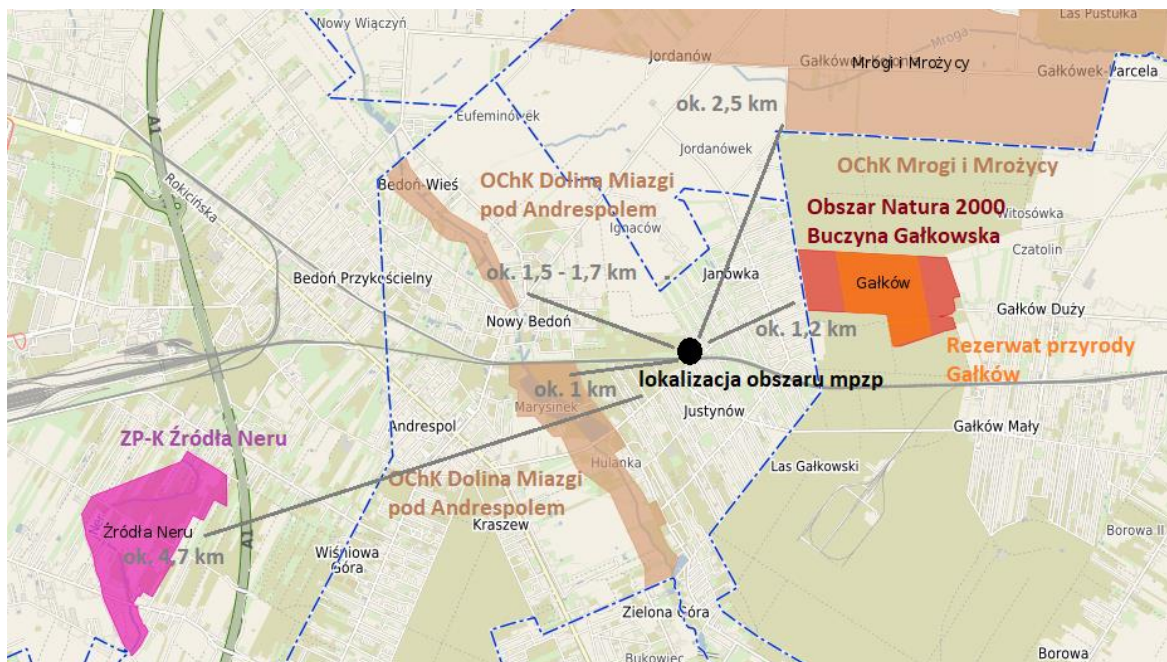 Nowy Wiączyń
Las Pustułka
Jordanów
Mroga
Mrogi i Mrożycy
Gałkówek-Parcela
A1
ok. 2,5 km
Eufeminówek
Jordanówek
Rokicińska
Bedoń-Wieś
OChK Dolina Miazgi
pod Andrespolem
OChK Mrogi i Mrożycy
Obszar Natura 2000
Buczyna Gałkowska
Witosówka
Ignaców
Czatolin
Bedoń Przykościelny
ok. 1,5 - 1,7 km
Janówka
Gałków
Gałków Duży
Nowy Bedoń
ok. 1,2 km
Rezerwat przyrody
Gałków
lokalizacja obszaru mpzp
ok. 1 km
Marysinek
Justynów
Andrespol
Gałków Mały
ZP-K Źródła Neru
Hulanka
Las Gałkowski
OChK Dolina Miazgi
pod Andrespolem
Kraszew
Ner
Źródła Neru
A1
ok. 4,7 km
Wiśniowa
Góra
Borowa II
Zielona Góra
Bukowiec
Borowa